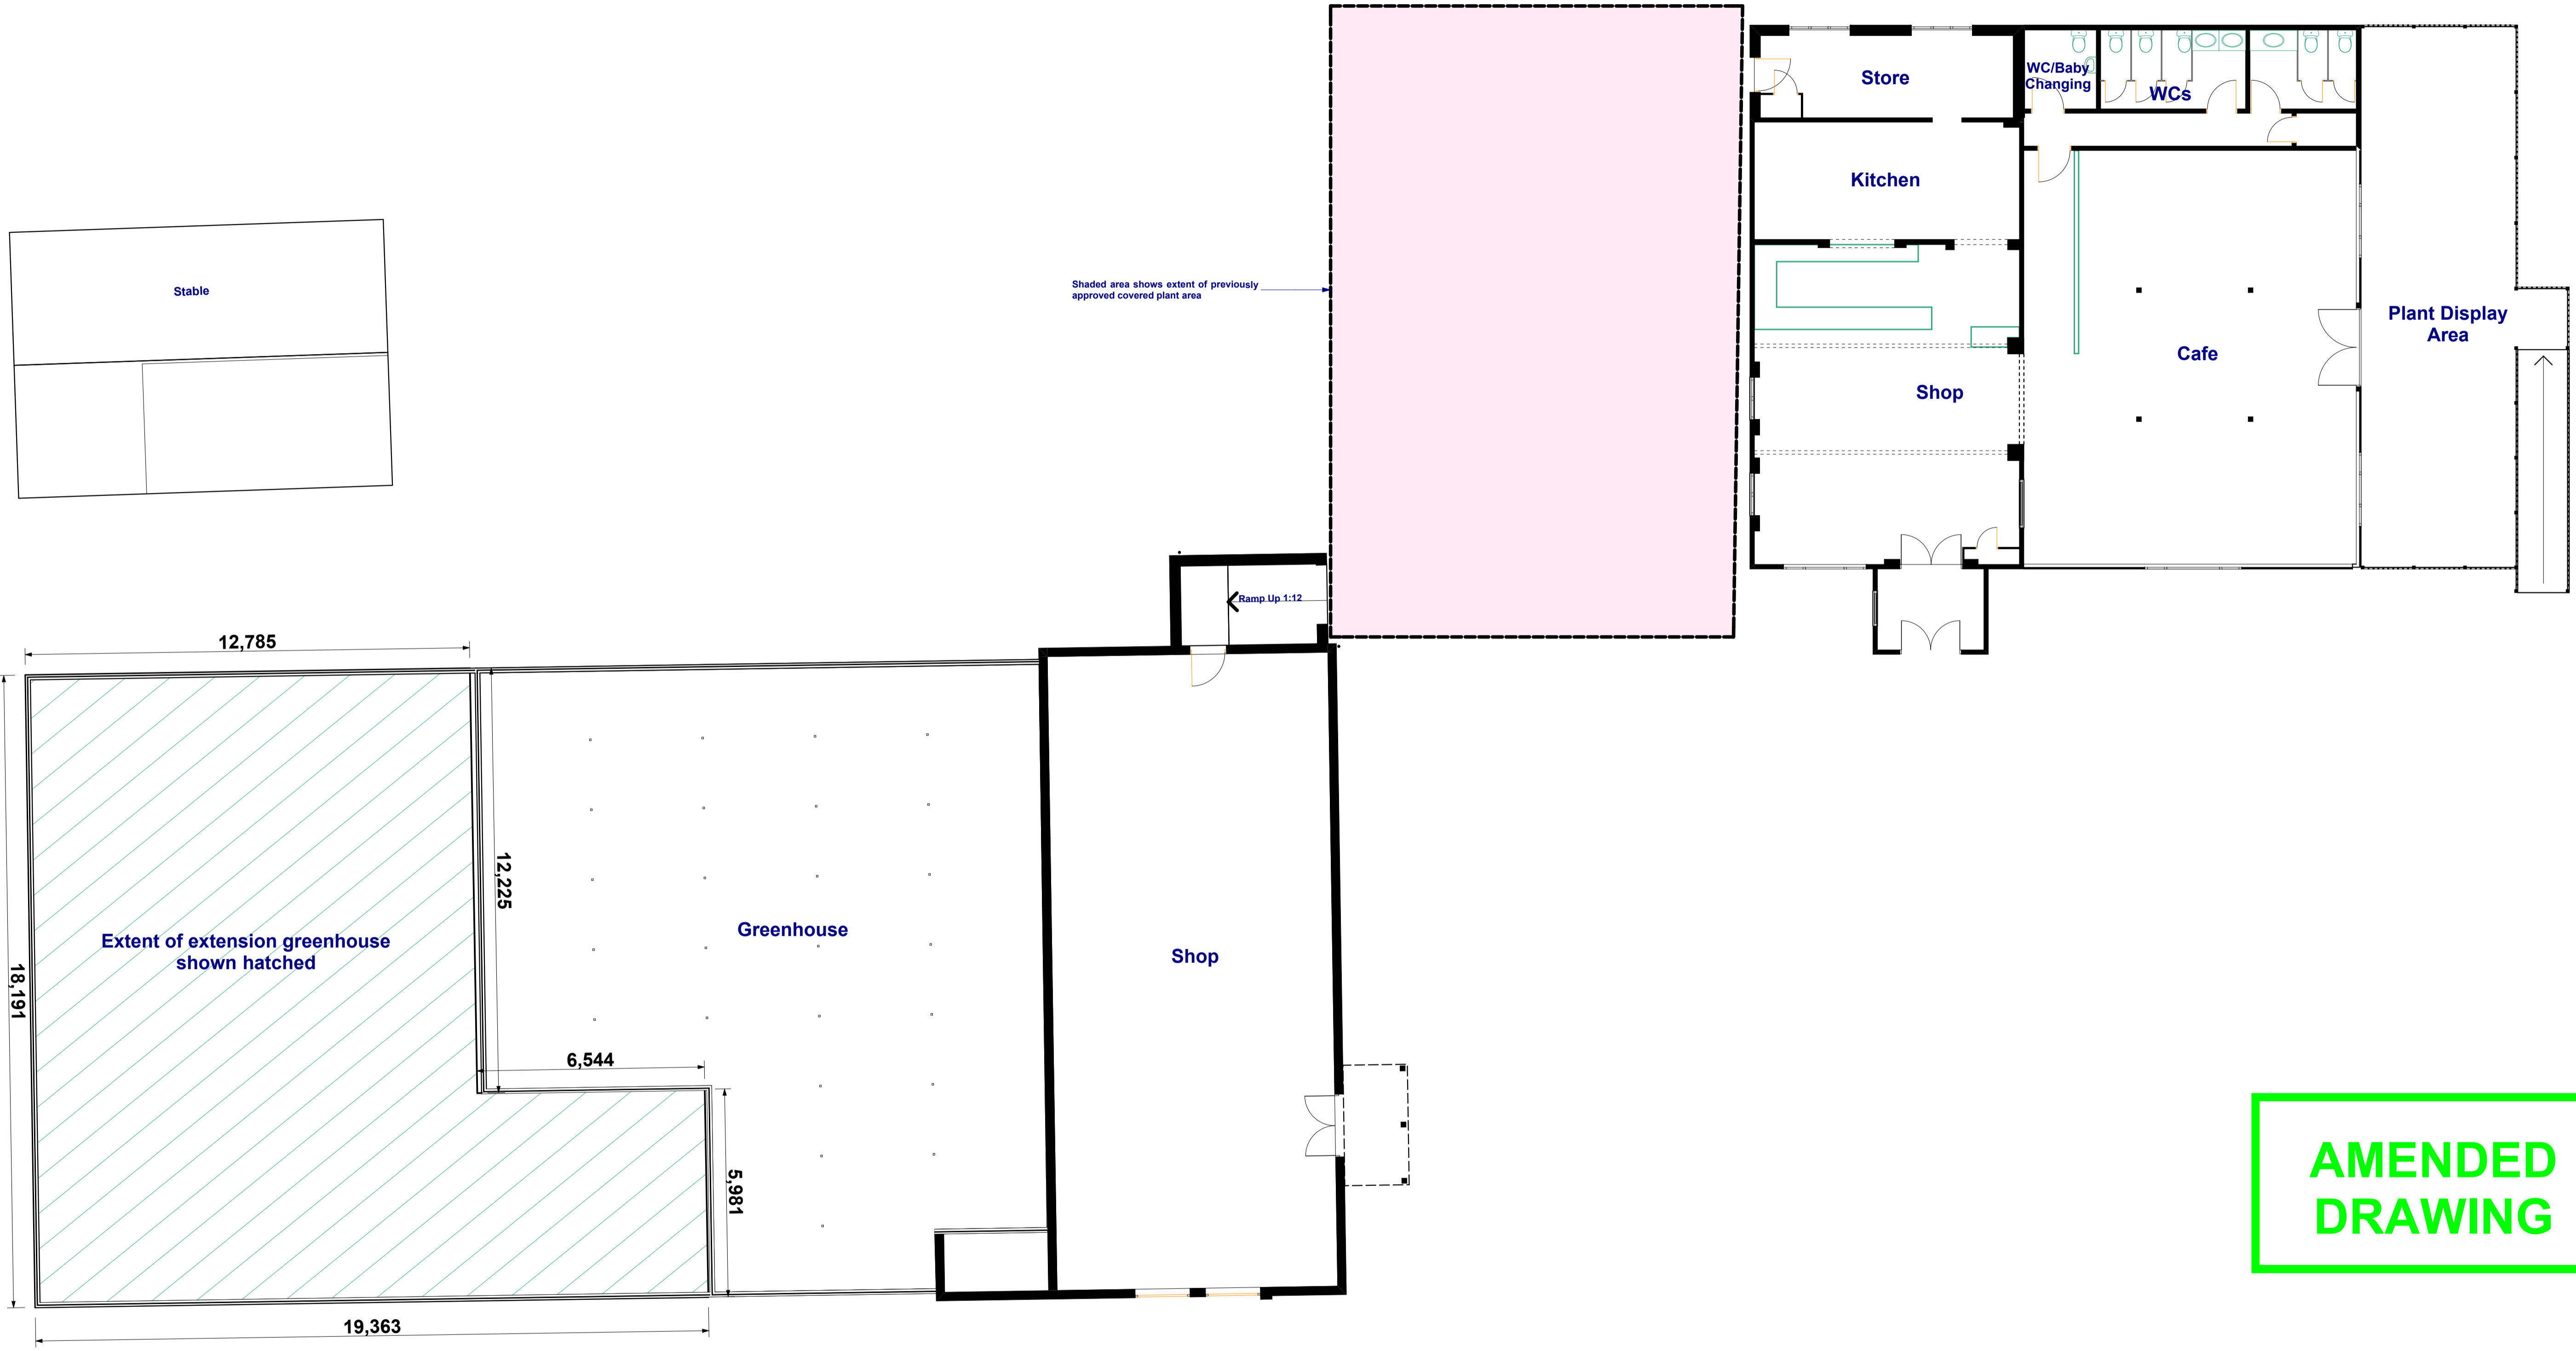 Store
WC/Baby
Changing
WCs
Kitchen
Stable
Shaded area shows extent of previously
approved covered plant area
Plant Display
Area
Cafe
Shop
Ramp Up 1:12
12,785
12,225
Greenhouse
Extent of extension greenhouse
shown hatched
Shop
18,191
6,544
5,981
19,363
AMENDED
DRAWING